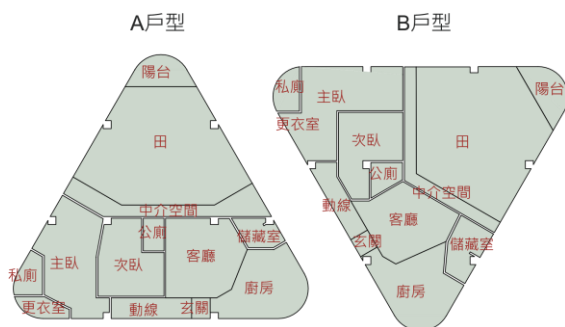 A戶型
陽台
田
中介空間
公廁
儲藏室
主臥
次臥
客廳
私廁
廚房
更衣室
動線
玄關
B戶型
私廁
陽台
主臥
更衣室
次臥
田
公廁
中介空間
動線
客廳
玄關
儲藏室
廚房